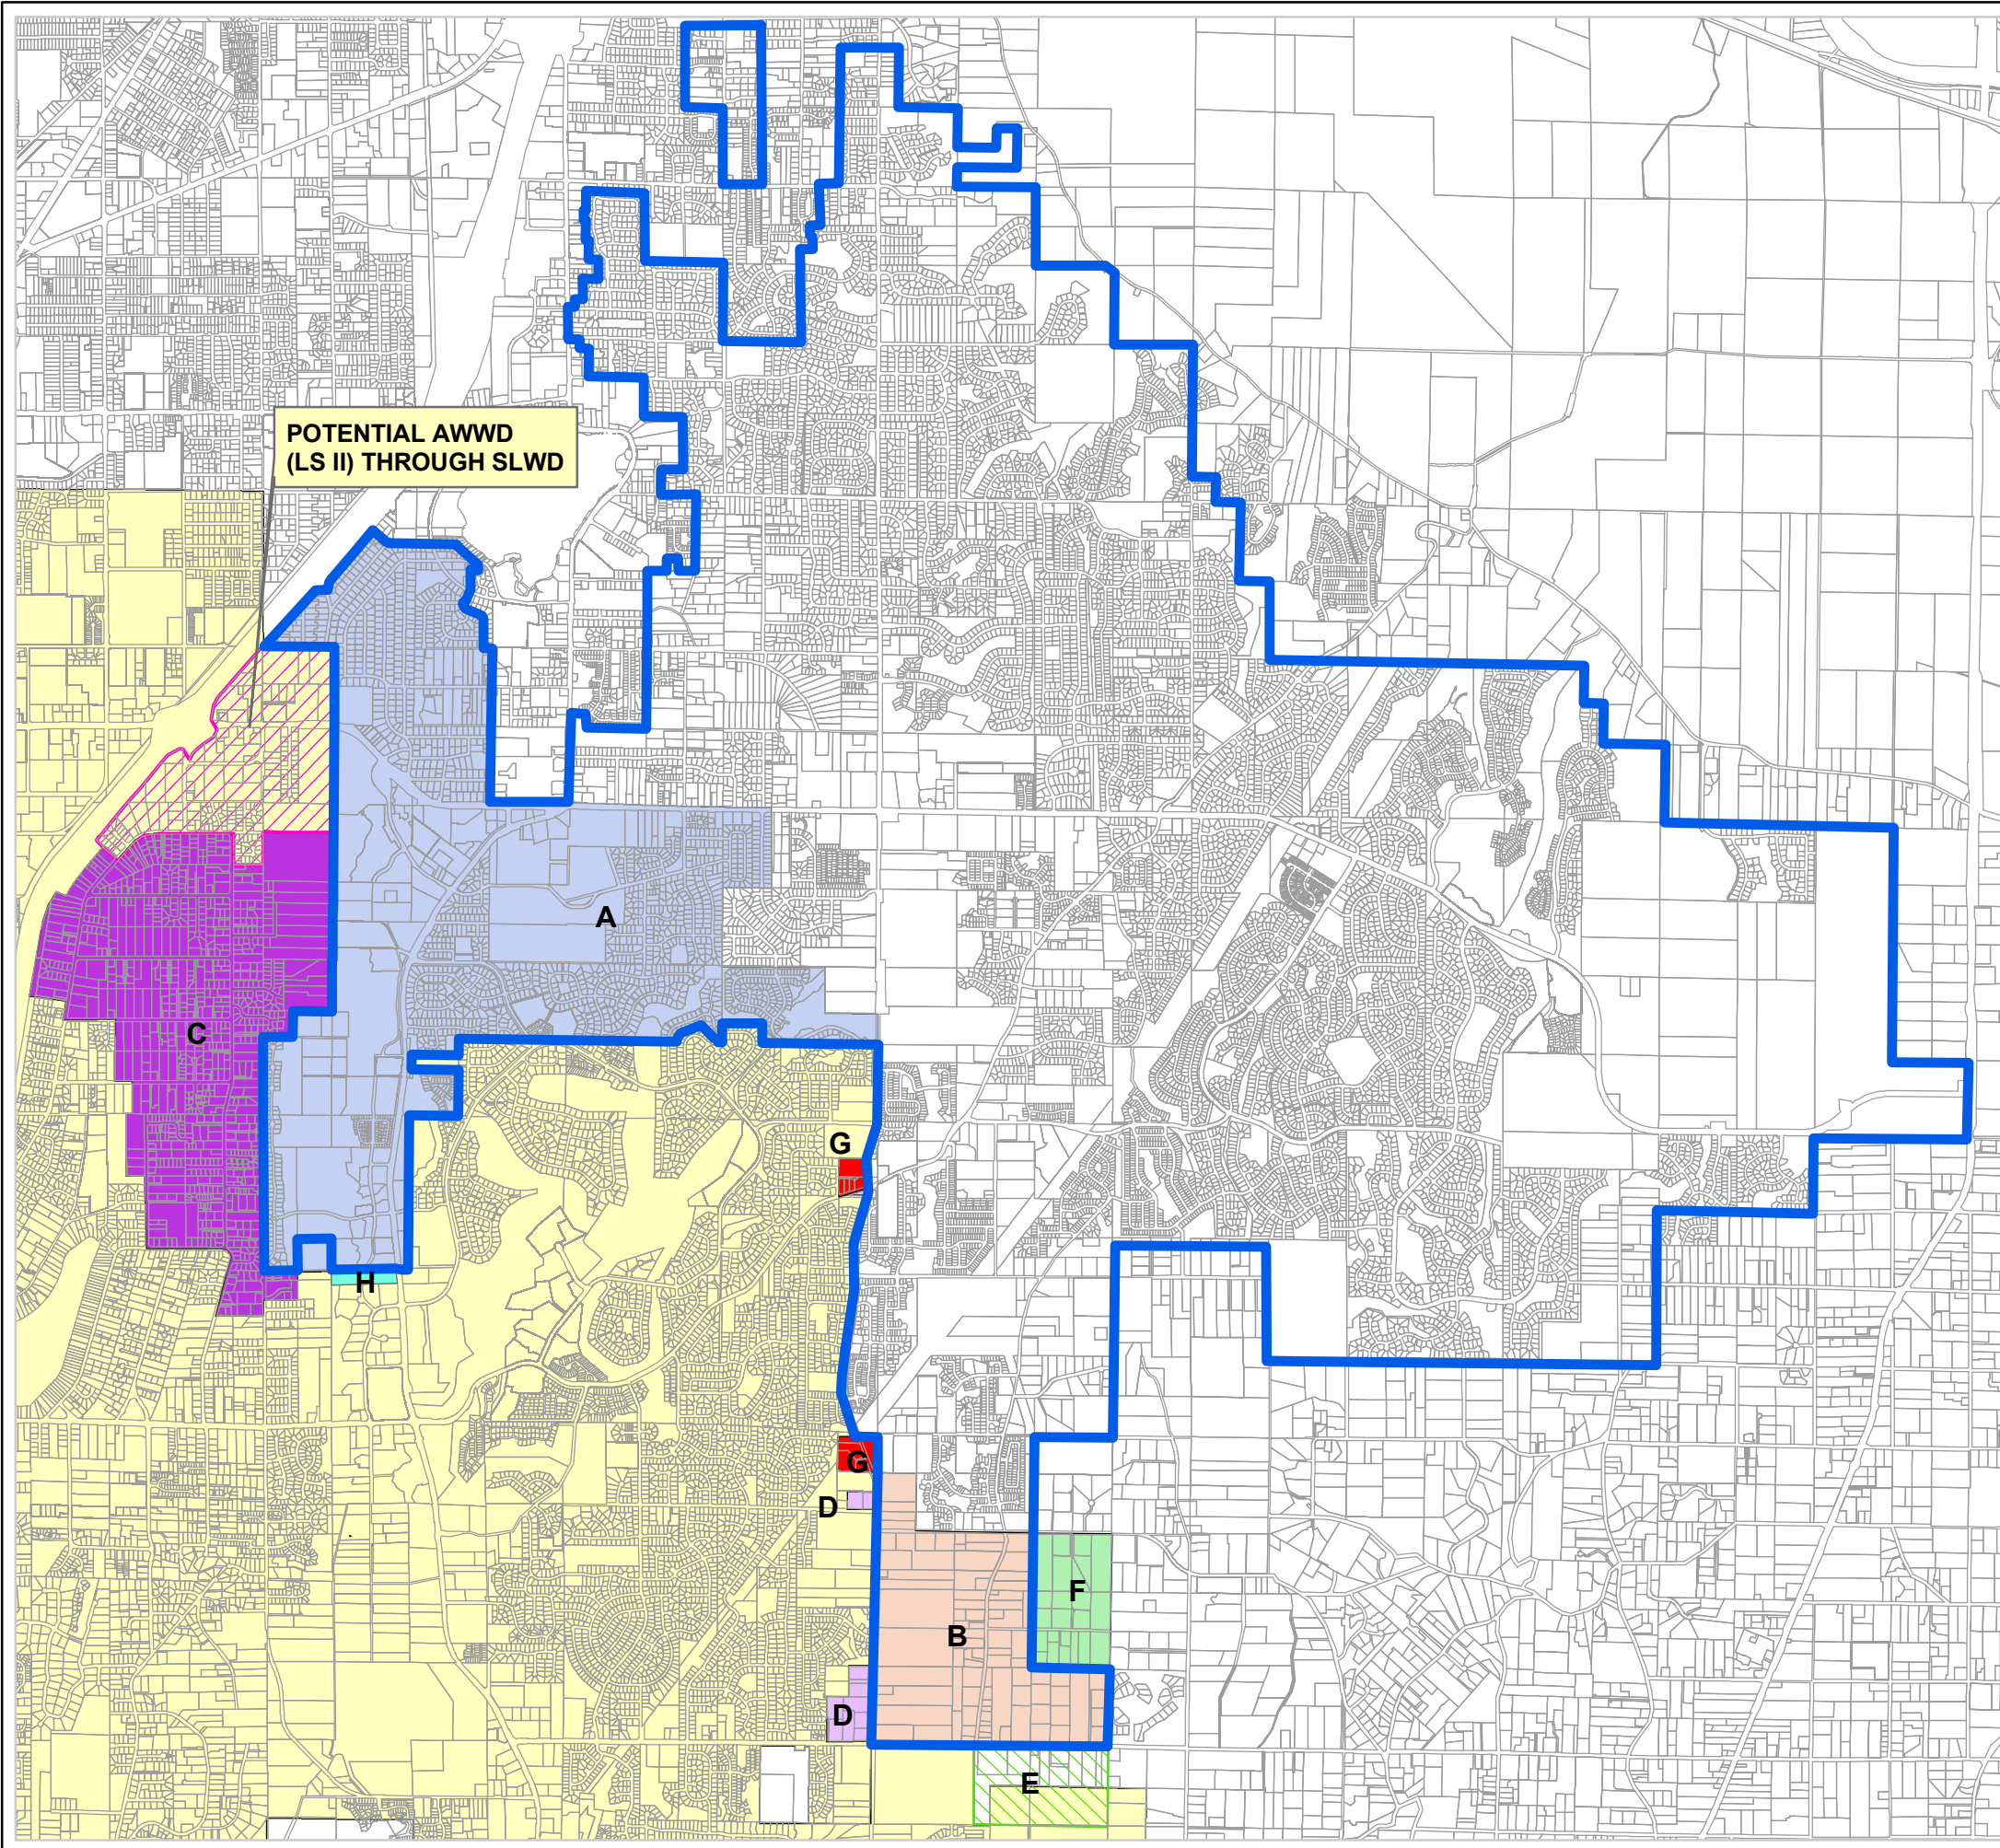 POTENTIAL AWWD
(LS II) THROUGH SLWD
A
C
G
H
G
D
F
B
D
E